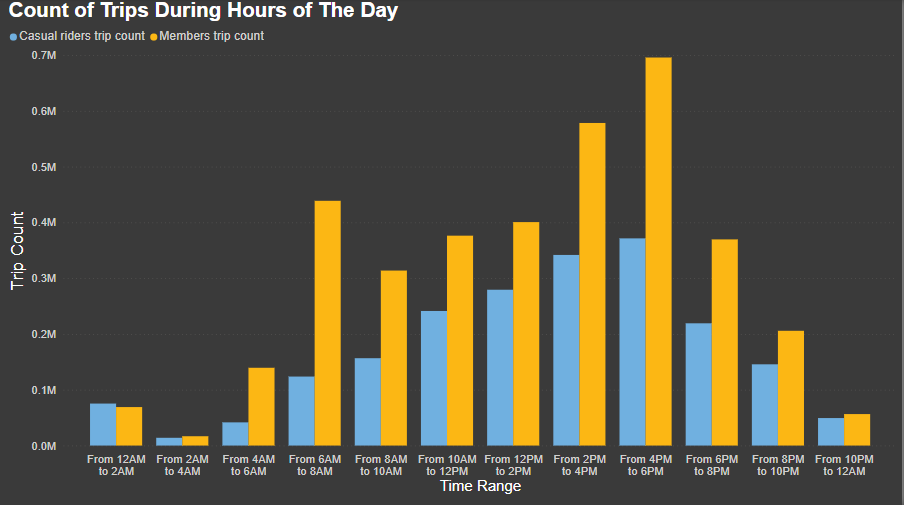 Count of Trips During Hours of The Day
Casual riders trip count Members trip count
0.7M
0.6M
0.5M
0.4M
0.3M
0.2M
0.1M
0.0M
Trip Count
From 12AM to 2AM
From 2AM to 4AM
From 4AM to 6AM
From 6AM to 8AM
From 8AM to 10AM
From 10AM to 12PM
From 12PM to 2PM
From 2PM to 4PM
From 4PM to 6PM
From 6PM to 8PM
From 8PM to 10PM
From 10PM to 12AM
Time Range